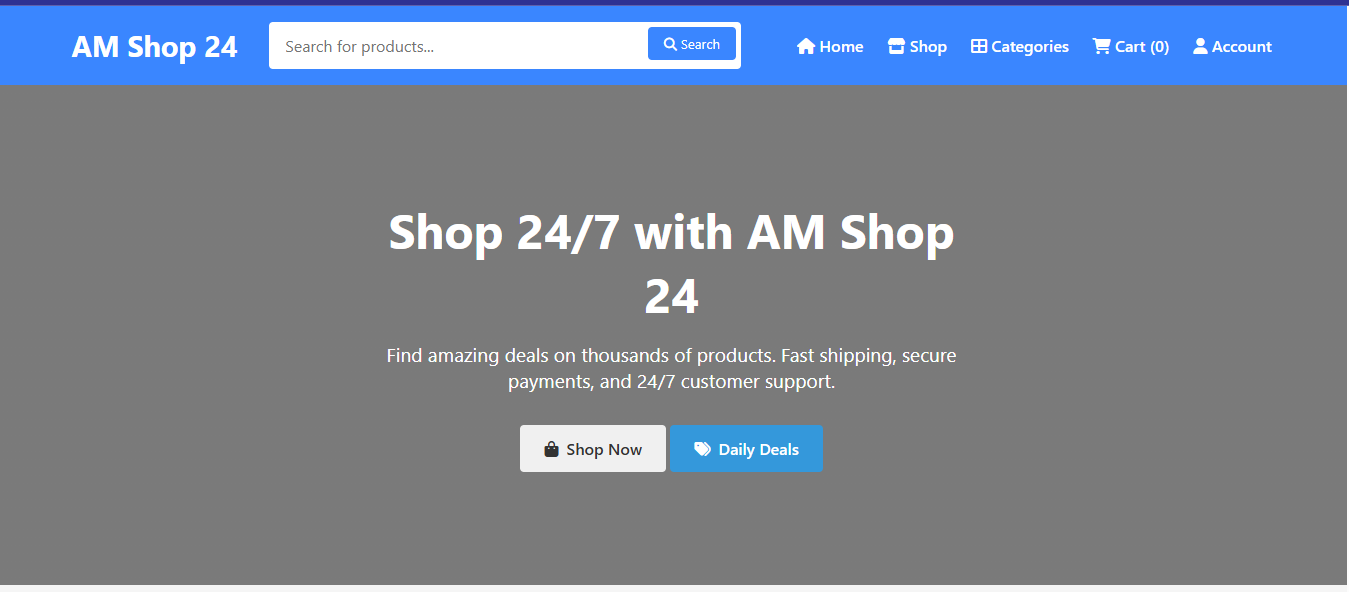 AM Shop 24
Search for products...
Search
Home
Shop
Categories
Cart (0)
Account
Shop 24/7 with AM Shop
24
Find amazing deals on thousands of products. Fast shipping, secure
payments, and 24/7 customer support.
Shop Now
Daily Deals